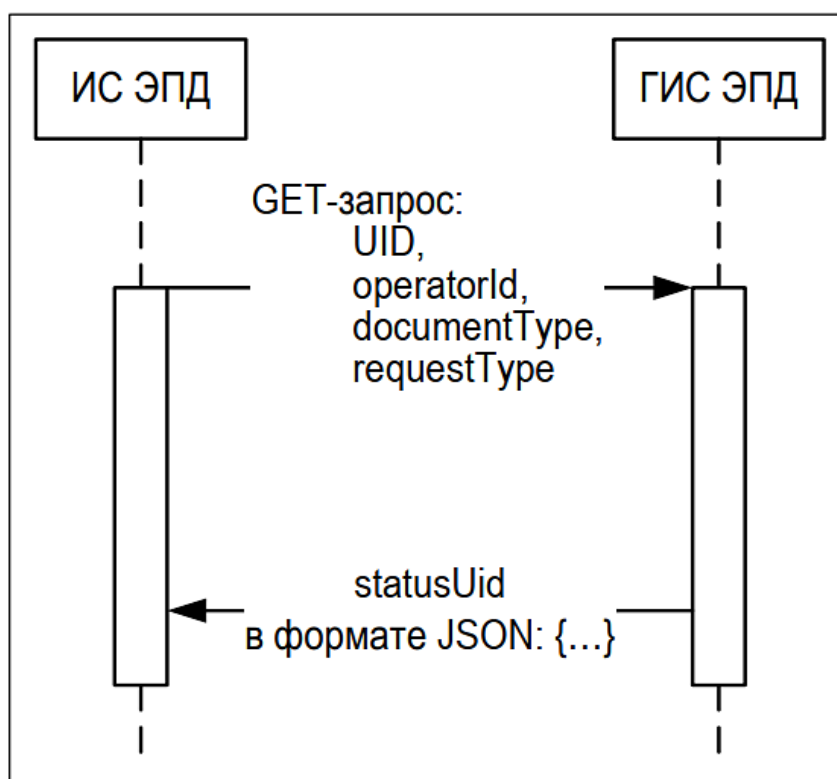 ИС ЭПД
ГИС ЭПД
GET-запрос:
UID,
operatorId,
documentType,
requestType
statusUid
в формате JSON: {...}